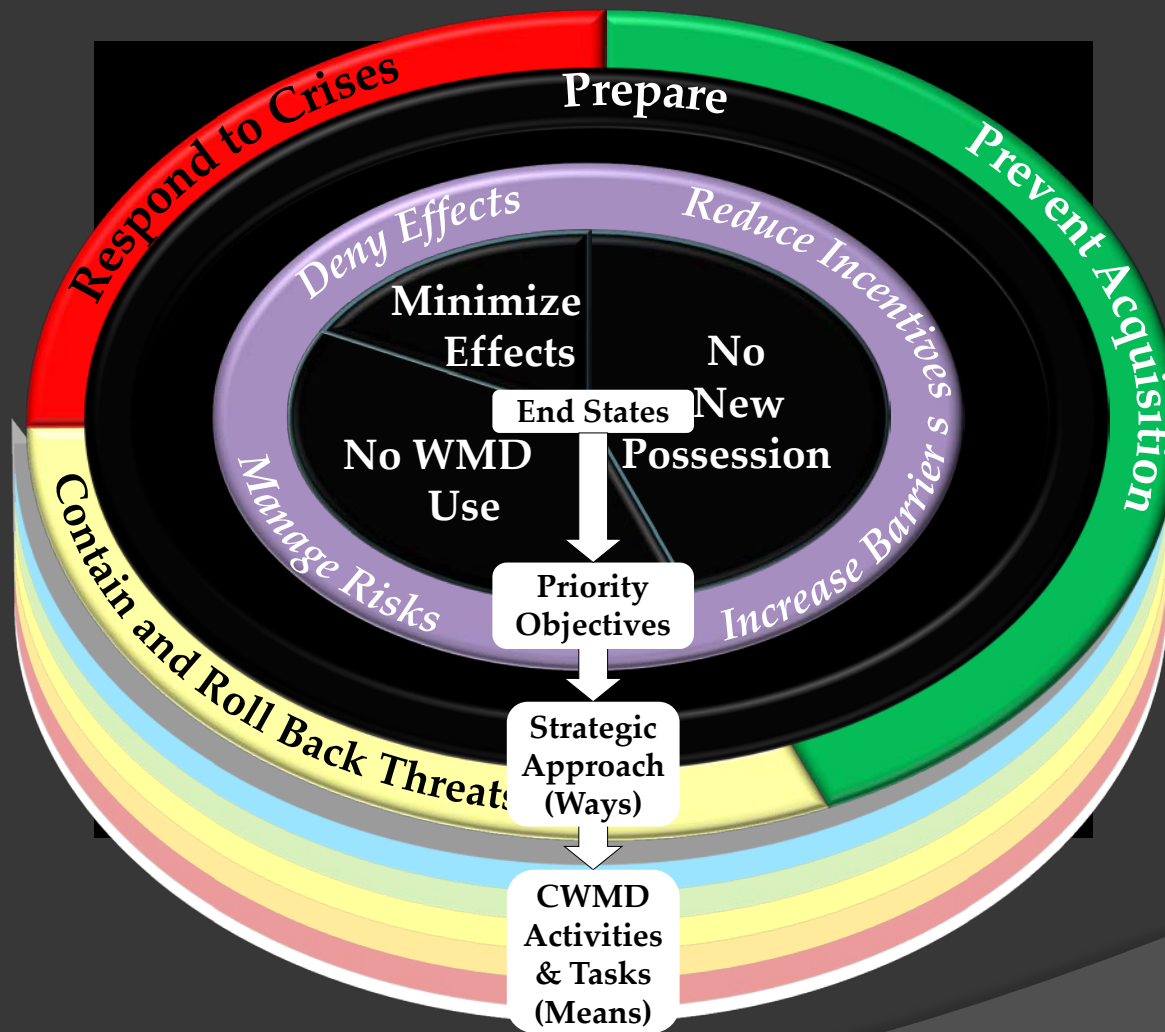 Respond to Crises
Prepare
Prevent Acquisition
Deny Effects
Reduce Incentives
Minimize
Effects
No
New
Possession
End States
No WMD
Use
Manage Risks
Increase Barrier s
Priority
Objectives
Contain and Roll Back Threats
Strategic
Approach
(Ways)
CWMD
Activities
& Tasks
(Means)